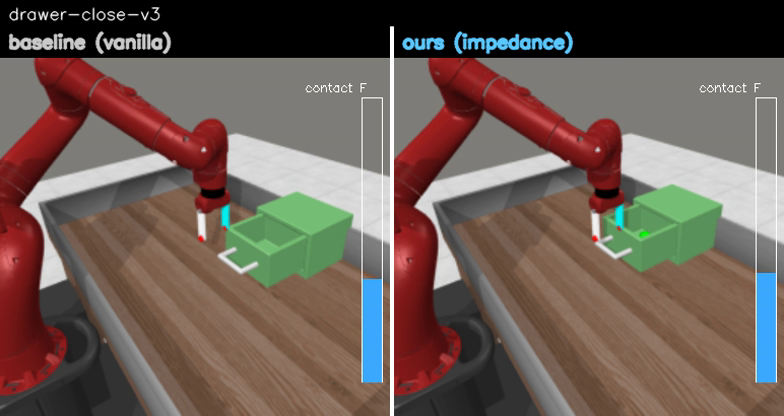 drawer-close-v3
baseline (vanilla)
ours (impedance)
contact F
contact F